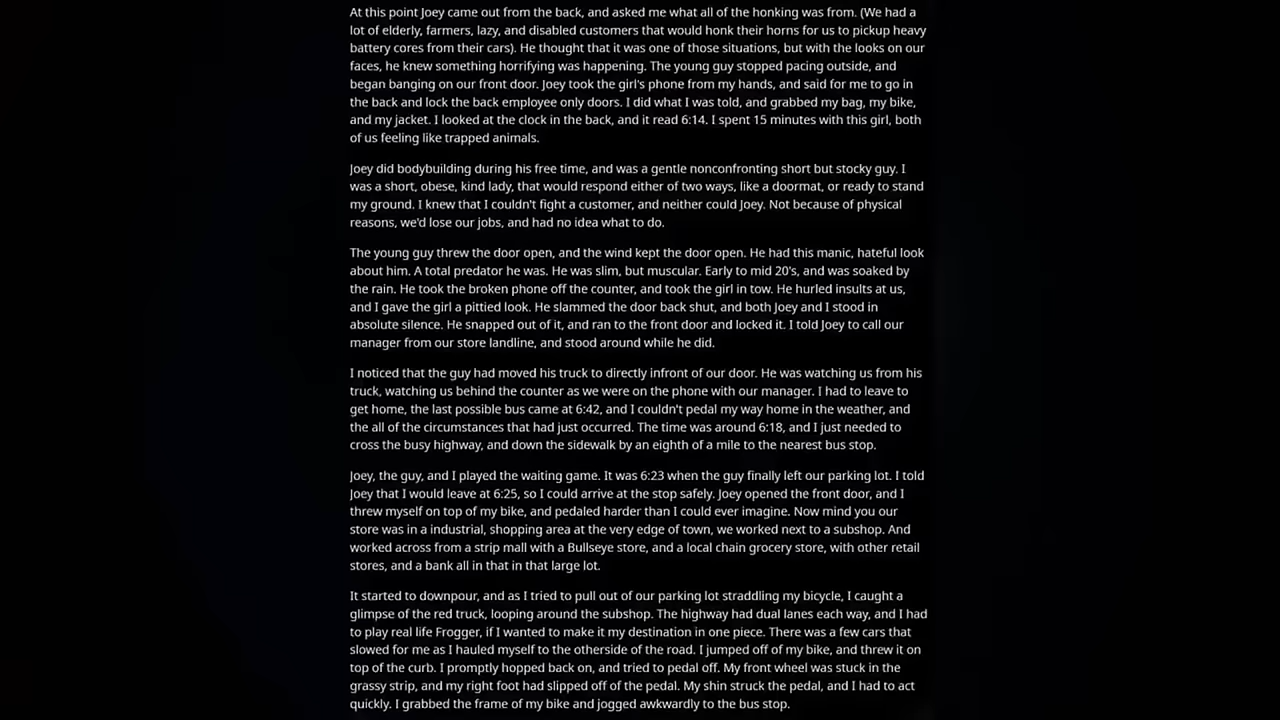 At this point Joey came out from the back, and asked me what all of the honking was from. (We had a
lot of elderly, farmers, lazy, and disabled customers that would honk their horns for us to pickup heavy
battery cores from their cars). He thought that it was one of those situations, but with the looks on our
faces, he knew something horrifying was happening. The young guy stopped pacing outside, and
began banging on our front door. Joey took the girl's phone from my hands, and said for me to go in
the back and lock the back employee only doors. I did what I was told, and grabbed my bag, my bike,
and my jacket. I looked at the clock in the back, and it read 6:14. I spent 15 minutes with this girl, both
of us feeling like trapped animals.
Joey did bodybuilding during his free time, and was a gentle nonconfronting short but stocky guy. I
was a short, obese, kind lady, that would respond either of two ways, like a doormat, or ready to stand
my ground. I knew that I couldn't fight a customer, and neither could Joey. Not because of physical
reasons, we'd lose our jobs, and had no idea what to do.
The young guy threw the door open, and the wind kept the door open. He had this manic, hateful look
about him. A total predator he was. He was slim, but muscular. Early to mid 20's, and was soaked by
the rain. He took the broken phone off the counter, and took the girl in tow. He hurled insults at us,
and I gave the girl a pittied look. He slammed the door back shut, and both Joey and I stood in
absolute silence. He snapped out of it, and ran to the front door and locked it. I told Joey to call our
manager from our store landline, and stood around while he did.
I noticed that the guy had moved his truck to directly infront of our door. He was watching us from his
truck, watching us behind the counter as we were on the phone with our manager. I had to leave to
get home, the last possible bus came at 6:42, and I couldn't pedal my way home in the weather, and
the all of the circumstances that had just occurred. The time was around 6:18, and I just needed to
cross the busy highway, and down the sidewalk by an eighth of a mile to the nearest bus stop.
Joey, the guy, and I played the waiting game. It was 6:23 when the guy finally left our parking lot. I told
Joey that I would leave at 6:25, so I could arrive at the stop safely. Joey opened the front door, and I
threw myself on top of my bike, and pedaled harder than I could ever imagine. Now mind you our
store was in a industrial, shopping area at the very edge of town, we worked next to a subshop. And
worked across from a strip mall with a Bullseye store, and a local chain grocery store, with other retail
stores, and a bank all in that in that large lot.
It started to downpour, and as I tried to pull out of our parking lot straddling my bicycle, I caught a
glimpse of the red truck, looping around the subshop. The highway had dual lanes each way, and I had
to play real life Frogger, if I wanted to make it my destination in one piece. There was a few cars that
slowed for me as I hauled myself to the otherside of the road. I jumped off of my bike, and threw it on
top of the curb. I promptly hopped back on, and tried to pedal off. My front wheel was stuck in the
grassy strip, and my right foot had slipped off of the pedal. My shin struck the pedal, and I had to act
quickly. I grabbed the frame of my bike and jogged awkwardly to the bus stop.